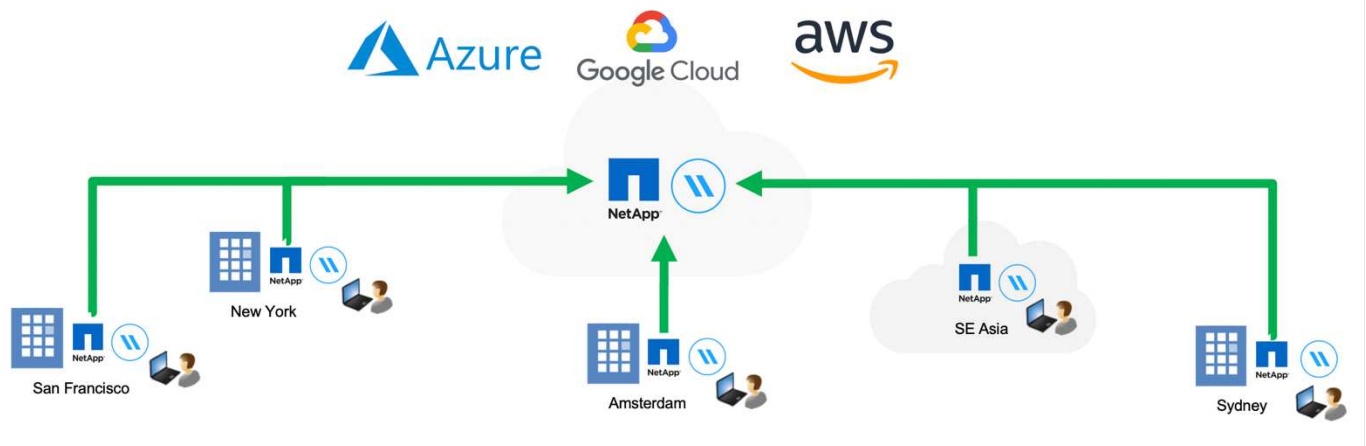 Azure
Google Cloud
aws
NetApp
NetApp
New York
NetApp
San Francisco
NetApp
Amsterdam
NetApp
SE Asia
NetApp
Sydney